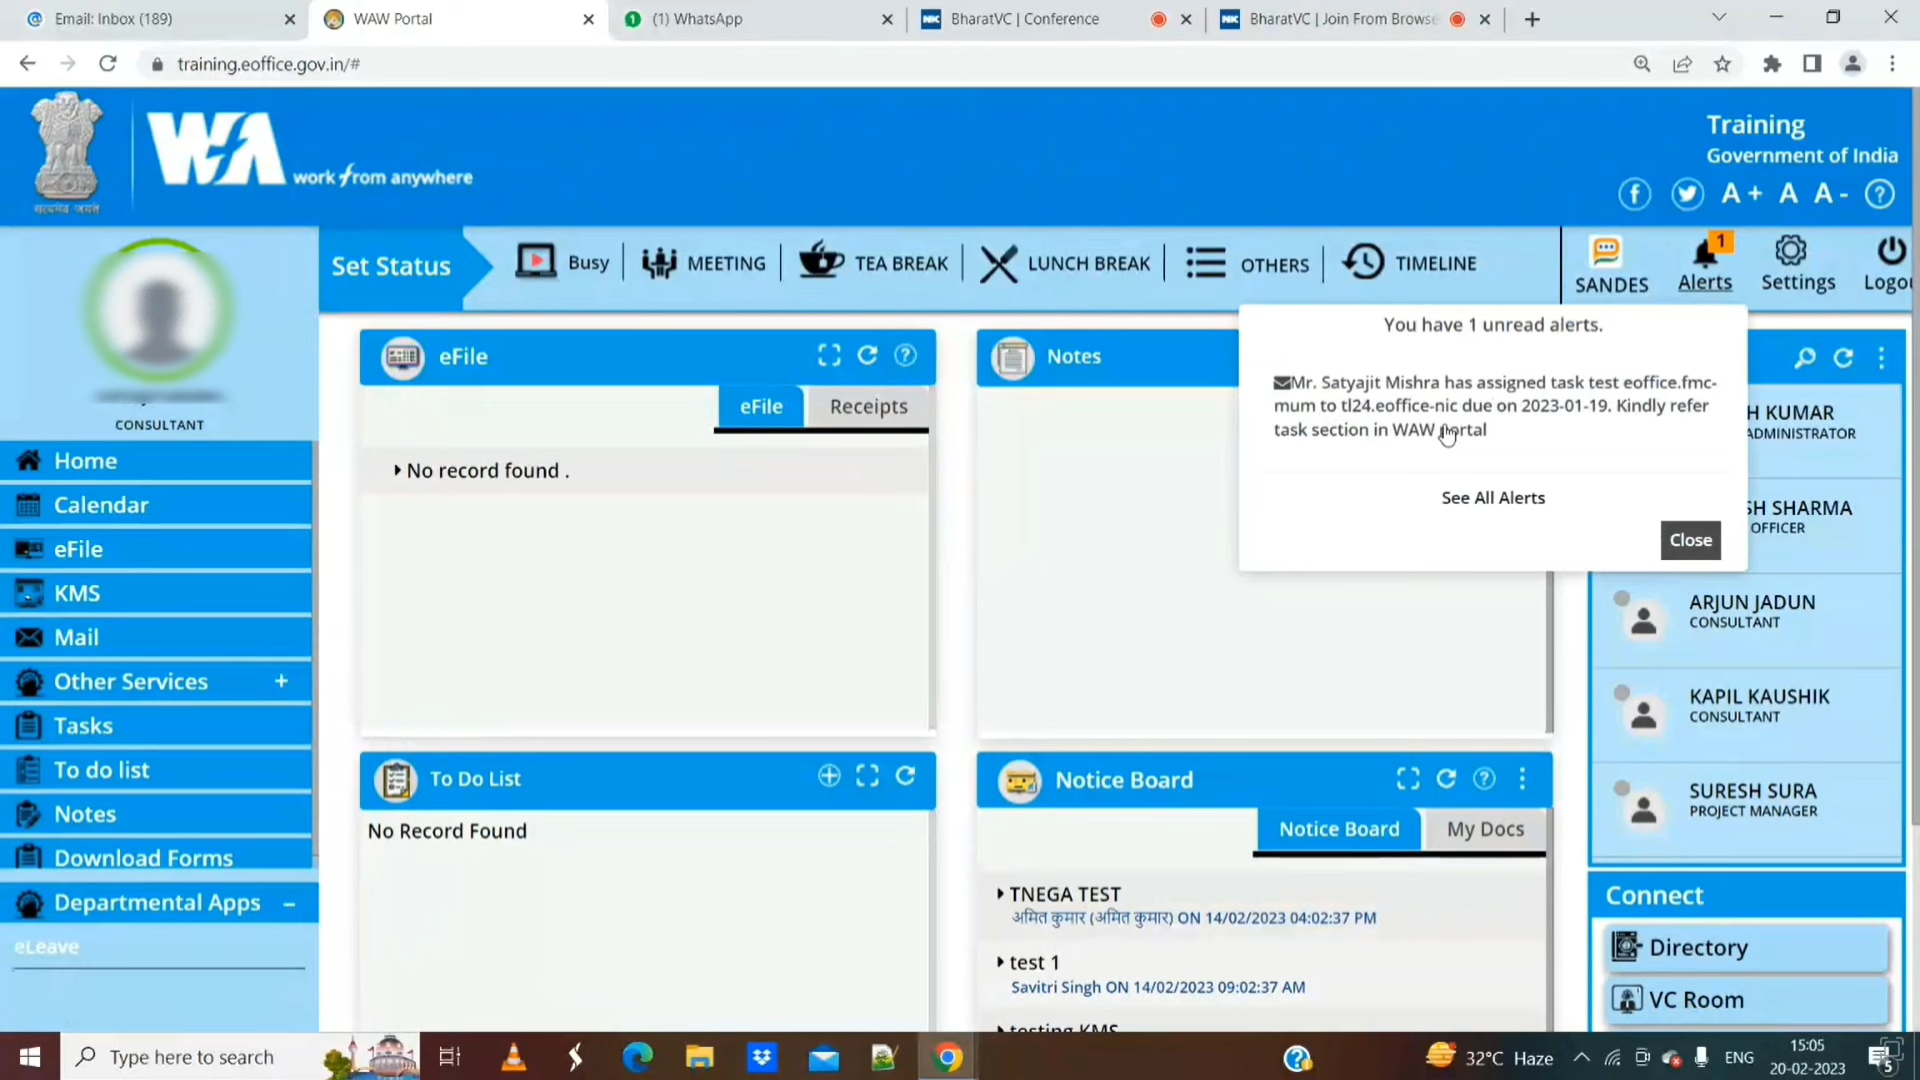 Email: Inbox (189)
WAW Portal
(1) WhatsApp
BharatVC | Conference
BharatVC | Join From Browse
training.eoffice.gov.in/#
सत्यमेव जयते
WA work from anywhere
Training
Government of India
A+ A A-
Set Status
Busy
MEETING
TEA BREAK
LUNCH BREAK
OTHERS
TIMELINE
SANDES
1
Alerts
Settings
Logo
CONSULTANT
Home
Calendar
eFile
KMS
Mail
Other Services +
Tasks
To do list
Notes
Download Forms
Departmental Apps –
eLeave
eFile
eFile
Receipts
No record found .
Notes
You have 1 unread alerts.
Mr. Satyajit Mishra has assigned task test eoffice.fmc-
mum to tl24.eoffice-nic due on 2023-01-19. Kindly refer
task section in WAW portal
See All Alerts
Close
H KUMAR
ADMINISTRATOR
SH SHARMA
OFFICER
ARJUN JADUN
CONSULTANT
KAPIL KAUSHIK
CONSULTANT
SURESH SURA
PROJECT MANAGER
To Do List
No Record Found
Notice Board
Notice Board
My Docs
TNEGA TEST
अमित कुमार (अमित कुमार) ON 14/02/2023 04:02:37 PM
test 1
Savitri Singh ON 14/02/2023 09:02:37 AM
testing KMS
Connect
Directory
VC Room
Type here to search
32°C Haze
ENG
15:05
20-02-2023
5